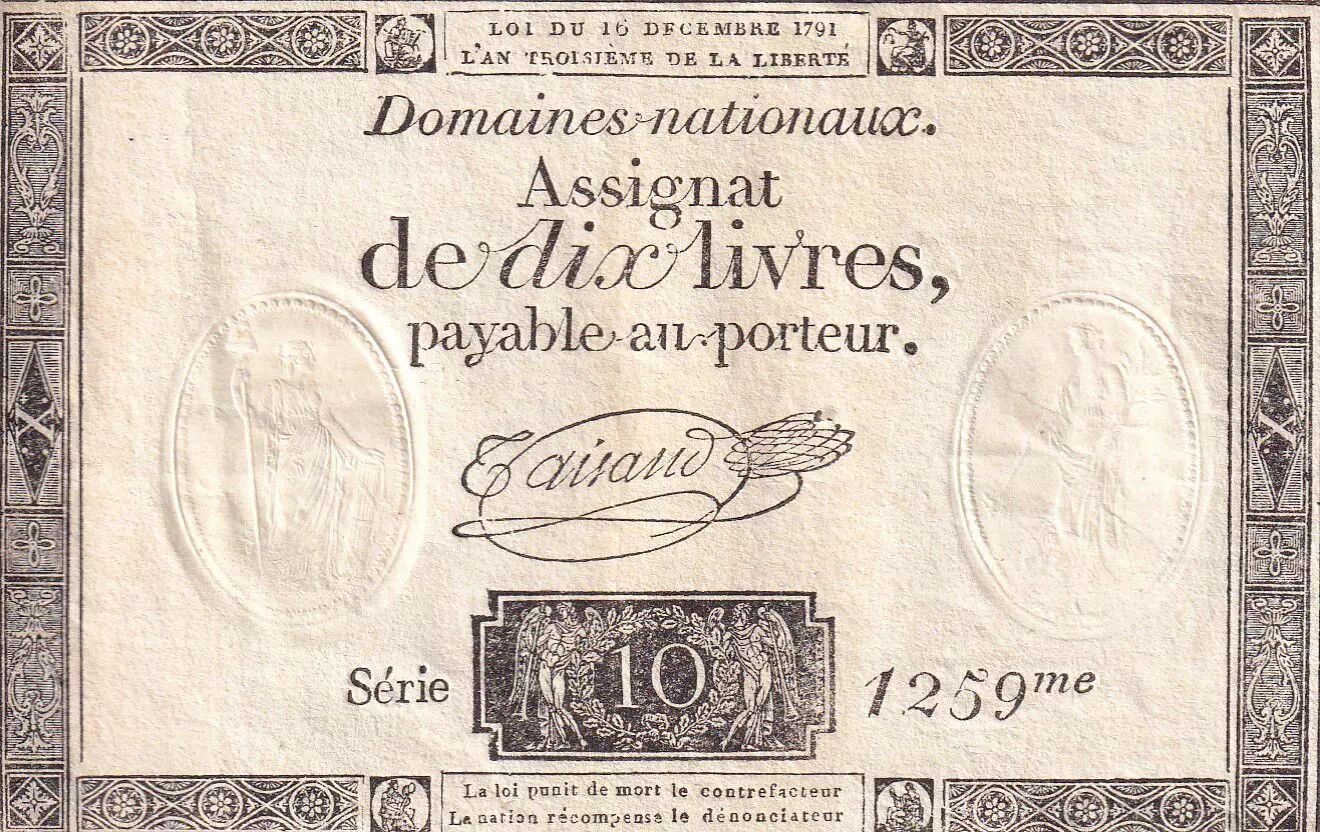 LOI DU 16 DECEMBRE 1791
L'AN TROISIÈME DE LA LIBERTÉ
Domaines nationaux.
Assignat
de dix livres,
payable au porteur.
Taisaud
X X
Série 10 1259me
La loi punit de mort le contrefacteur
La nation récompense le dénonciateur